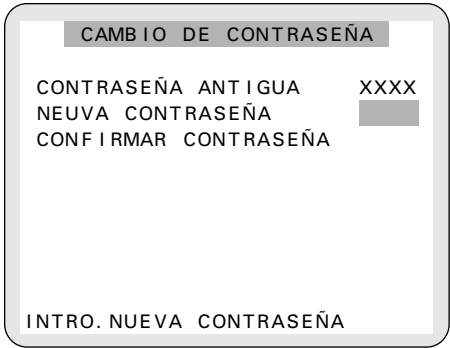 CAMBIO DE CONTRASEÑA
CONTRASEÑA ANTIGUA XXXX
NEUVA CONTRASEÑA
CONFIRMAR CONTRASEÑA
INTRO. NUEVA CONTRASEÑA